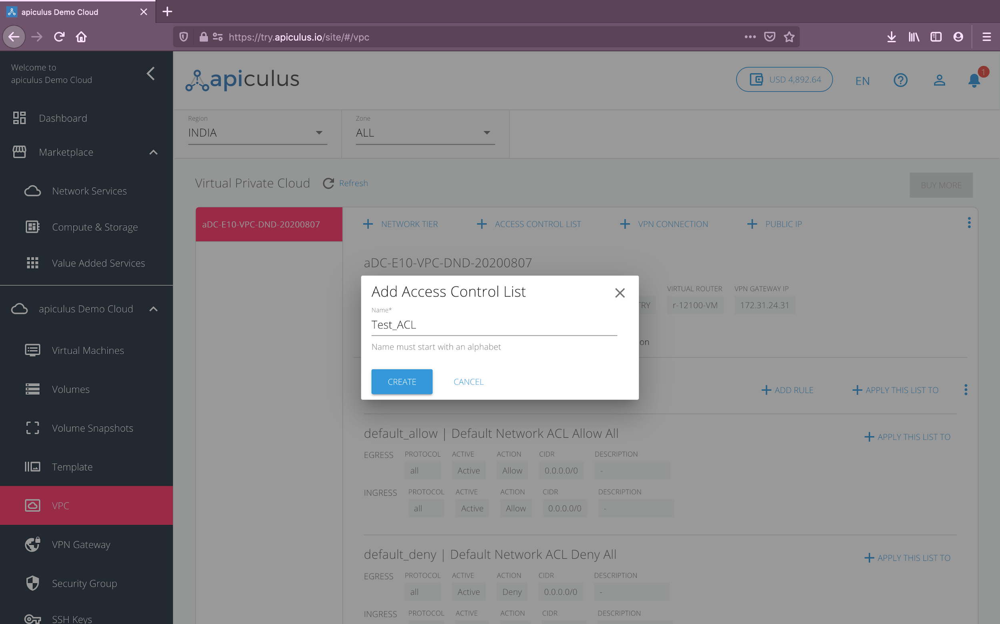 apiculus Demo Cloud
https://try.apiculus.io/site/#/vpc
Welcome to
apiculus Demo Cloud
Dashboard
Marketplace
Network Services
Compute & Storage
Value Added Services
apiculus Demo Cloud
Virtual Machines
Volumes
Volume Snapshots
Template
VPC
VPN Gateway
Security Group
SSH Keys
apiculus
USD 4,892.64
EN
1
Region
INDIA
Zone
ALL
Virtual Private Cloud
Refresh
BUY MORE
aDC-E10-VPC-DND-20200807
NETWORK TIER
ACCESS CONTROL LIST
VPN CONNECTION
PUBLIC IP
aDC-E10-VPC-DND-20200807
VIRTUAL ROUTER
VPN GATEWAY IP
TRY
r-12100-VM
172.31.24.31
on
Add Access Control List
Name*
Test_ACL
Name must start with an alphabet
CREATE
CANCEL
ADD RULE
APPLY THIS LIST TO
default_allow | Default Network ACL Allow All
APPLY THIS LIST TO
EGRESS PROTOCOL ACTIVE ACTION CIDR DESCRIPTION
all Active Allow 0.0.0.0/0 -
INGRESS PROTOCOL ACTIVE ACTION CIDR DESCRIPTION
all Active Allow 0.0.0.0/0 -
default_deny | Default Network ACL Deny All
APPLY THIS LIST TO
EGRESS PROTOCOL ACTIVE ACTION CIDR DESCRIPTION
all Active Deny 0.0.0.0/0 -
INGRESS PROTOCOL ACTIVE ACTION CIDR DESCRIPTION